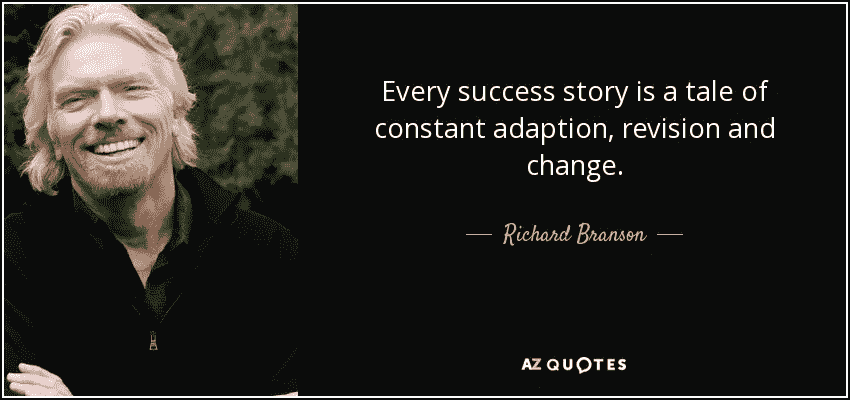 Every success story is a tale of
constant adaption, revision and
change.
Richard Branson
AZ QUOTES